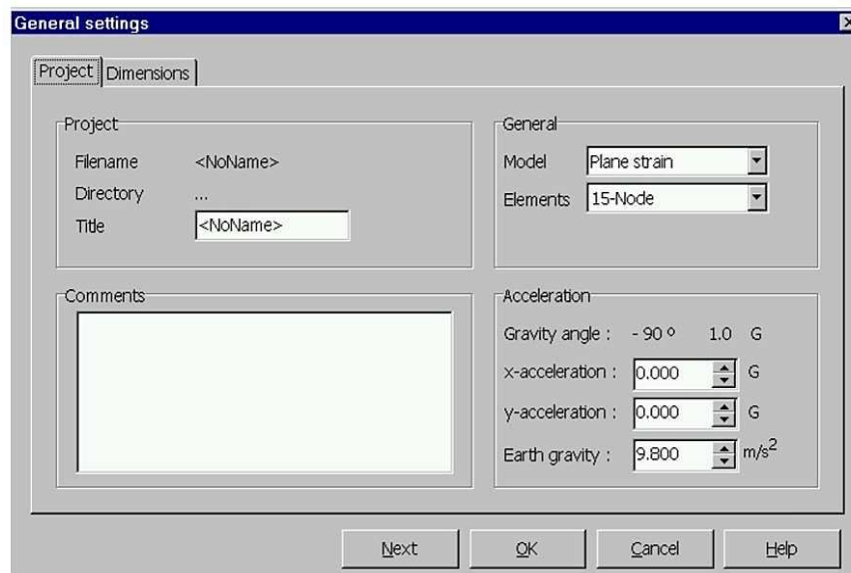 General settings
Project
Dimensions
Project
Filename <NoName>
Directory ...
Title <NoName>
Comments
General
Model Plane strain
Elements 15-Node
Acceleration
Gravity angle : - 90 º 1.0 G
x-acceleration : 0.000 G
y-acceleration : 0.000 G
Earth gravity : 9.800 m/s²
Next
OK
Cancel
Help